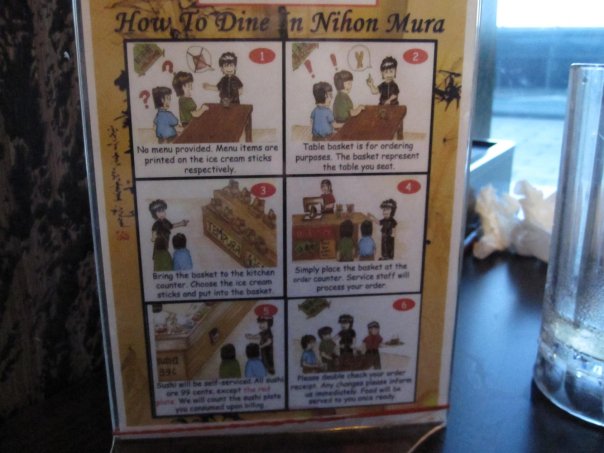 How To Dine In Nihon Mura
1
No menu provided. Menu items are
printed on the ice cream sticks
respectively.
2
Table basket is for ordering
purposes. The basket represent
the table you seat.
3
Bring the basket to the kitchen
counter. Choose the ice cream
sticks and put into the basket.
4
Simply place the basket at the
order counter. Service staff will
process your order.
5
SUSHI
99¢
Sushi will be self-serviced. All sushi
are 99 cents, except the red
plate. We will count the sushi plate
you consumed upon billing.
6
Please double check your order
receipt. Any changes please inform
us immediately. Food will be
served to you once ready.